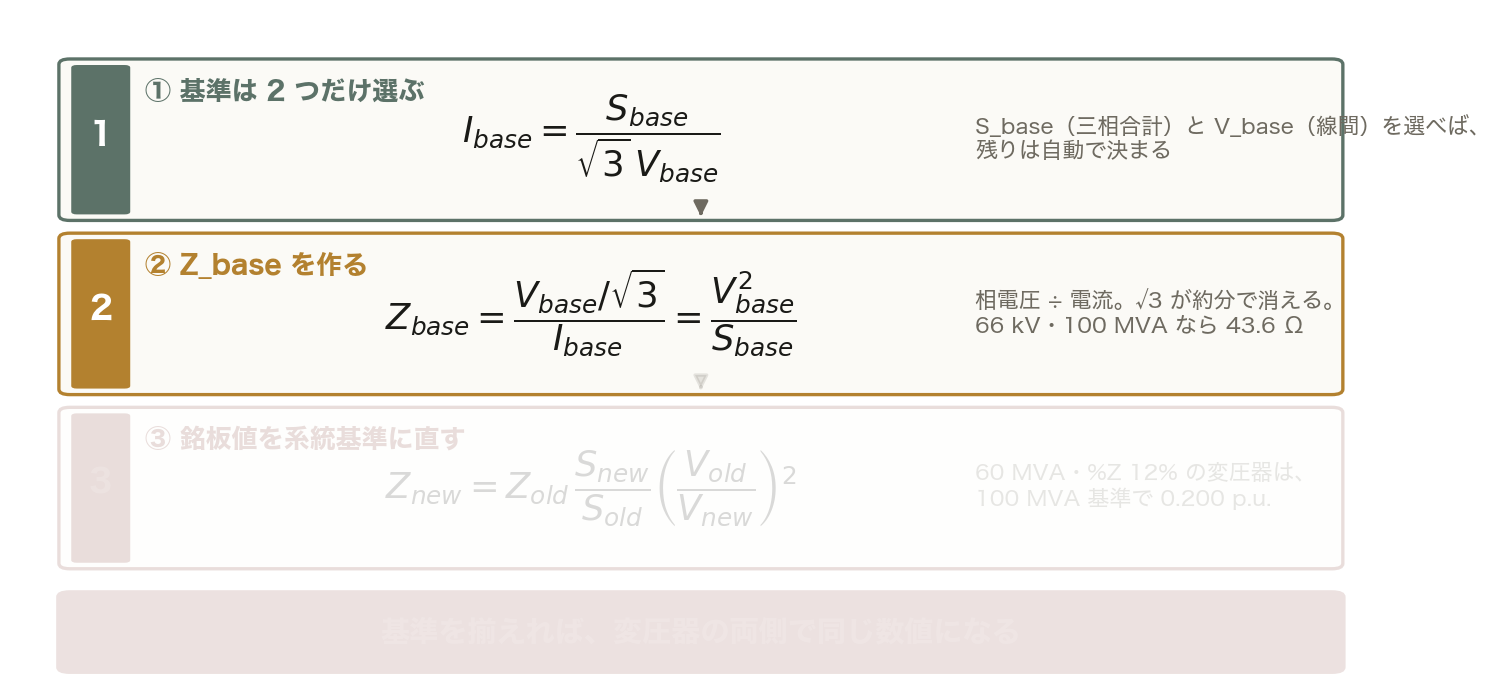 1
① 基準は 2 つだけ選ぶ
I_base = S_base / (√3 V_base)
S_base（三相合計）と V_base（線間）を選べば、
残りは自動で決まる
2
② Z_base を作る
Z_base = (V_base/√3) / I_base = V_base^2 / S_base
相電圧 ÷ 電流。√3 が約分で消える。
66 kV・100 MVA なら 43.6 Ω
3
③ 銘板値を系統基準に直す
Z_new = Z_old (S_new / S_old) (V_old / V_new)^2
60 MVA・%Z 12% の変圧器は、
100 MVA 基準で 0.200 p.u.
基準を揃えれば、変圧器の両側で同じ数値になる